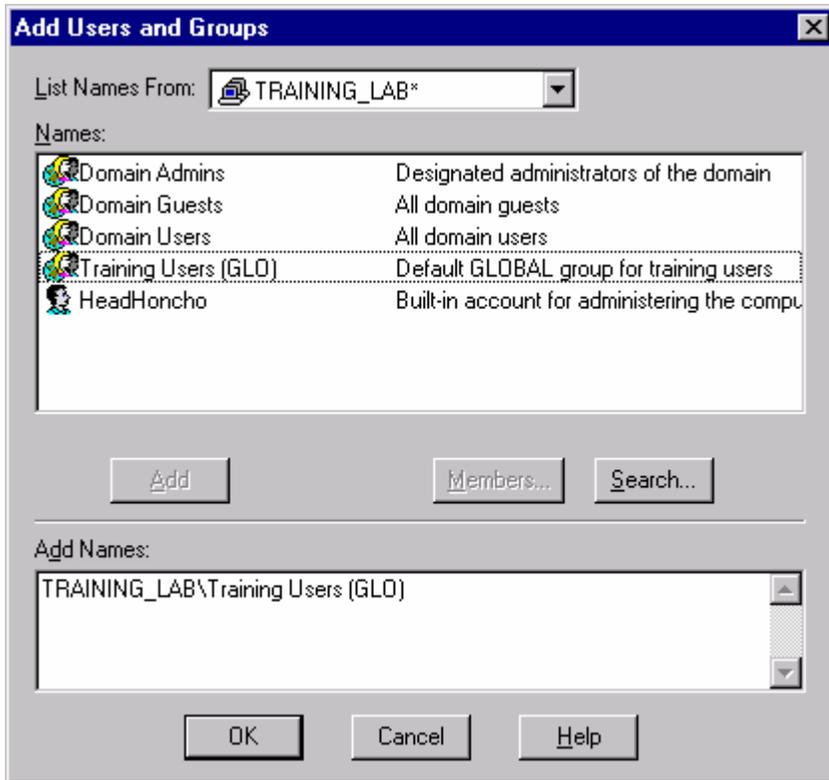 Add Users and Groups
List Names From: TRAINING_LAB*
Names:
Domain Admins Designated administrators of the domain
Domain Guests All domain guests
Domain Users All domain users
Training Users (GLO) Default GLOBAL group for training users
HeadHoncho Built-in account for administering the compu
Add Members... Search...
Add Names:
TRAINING_LAB\Training Users (GLO)
OK Cancel Help